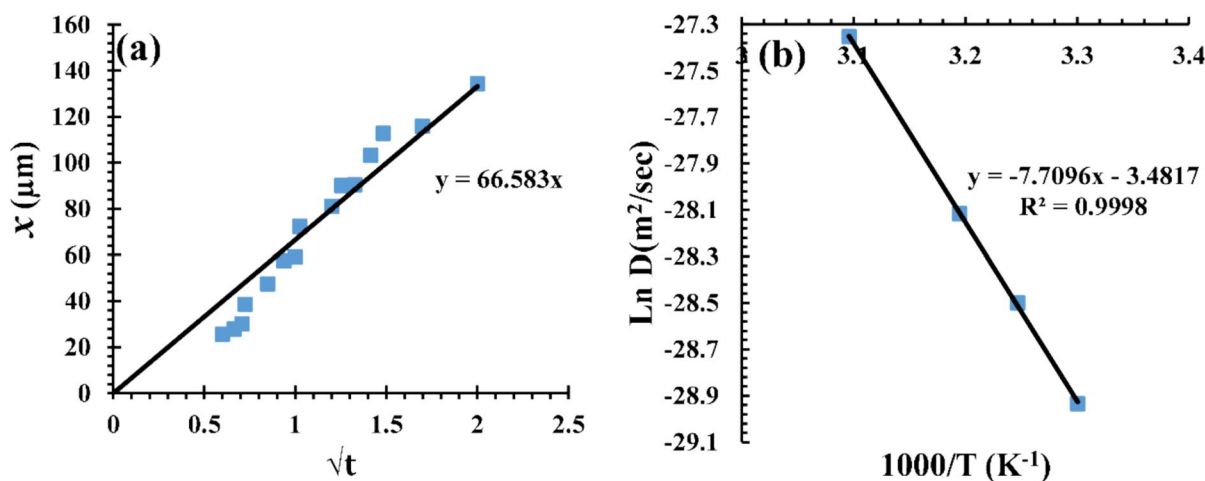 (a)
160
140
120
100
80
60
40
20
0
x (μm)
y = 66.583x
0 0.5 1 1.5 2 2.5
√t
(b)
-27.3
-27.5
-27.7
-27.9
-28.1
-28.3
-28.5
-28.7
-28.9
-29.1
Ln D(m²/sec)
3 3.1 3.2 3.3 3.4
y = -7.7096x - 3.4817
R² = 0.9998
1000/T (K⁻¹)